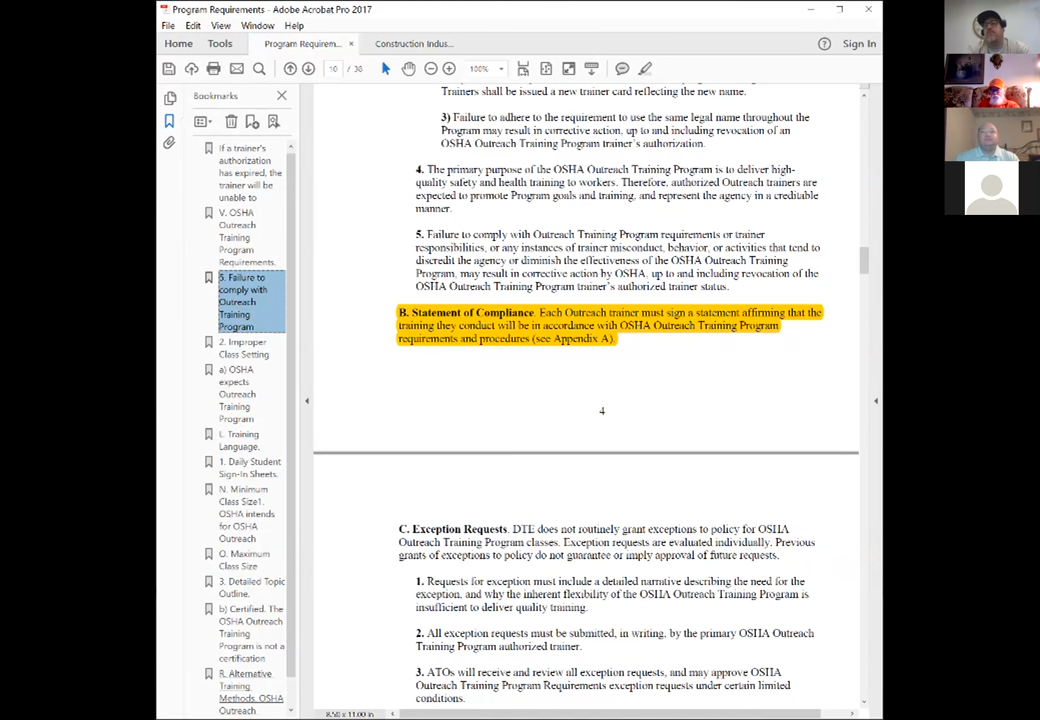 Program Requirements - Adobe Acrobat Pro 2017
File Edit View Window Help
Home Tools Program Requirem... × Construction Indus... Sign In
10 / 38 100%
Bookmarks
If a trainer's
authorization
has expired, the
trainer will be
unable to
V. OSHA
Outreach
Training
Program
Requirements.
5. Failure to
comply with
Outreach
Training
Program
2. Improper
Class Setting
a) OSHA
expects
Outreach
Training
Program
L. Training
Language.
1. Daily Student
Sign-In Sheets.
N. Minimum
Class Size1.
OSHA intends
for OSHA
Outreach
O. Maximum
Class Size
3. Detailed Topic
Outline.
b) Certified. The
OSHA Outreach
Training
Program is not a
certification
R. Alternative
Training
Methods. OSHA
Outreach
Trainers shall be issued a new trainer card reflecting the new name.
3) Failure to adhere to the requirement to use the same legal name throughout the
Program may result in corrective action, up to and including revocation of an
OSHA Outreach Training Program trainer's authorization.
4. The primary purpose of the OSHA Outreach Training Program is to deliver high-
quality safety and health training to workers. Therefore, authorized Outreach trainers are
expected to promote Program goals and training, and represent the agency in a creditable
manner.
5. Failure to comply with Outreach Training Program requirements or trainer
responsibilities, or any instances of trainer misconduct, behavior, or activities that tend to
discredit the agency or diminish the effectiveness of the OSHA Outreach Training
Program, may result in corrective action by OSHA, up to and including revocation of the
OSHA Outreach Training Program trainer's authorized trainer status.
B. Statement of Compliance. Each Outreach trainer must sign a statement affirming that the
training they conduct will be in accordance with OSHA Outreach Training Program
requirements and procedures (see Appendix A).
4
C. Exception Requests. DTE does not routinely grant exceptions to policy for OSHA
Outreach Training Program classes. Exception requests are evaluated individually. Previous
grants of exceptions to policy do not guarantee or imply approval of future requests.
1. Requests for exception must include a detailed narrative describing the need for the
exception, and why the inherent flexibility of the OSHA Outreach Training Program is
insufficient to deliver quality training.
2. All exception requests must be submitted, in writing, by the primary OSHA Outreach
Training Program authorized trainer.
3. ATOs will receive and review all exception requests, and may approve OSHA
Outreach Training Program Requirements exception requests under certain limited
conditions.
8.50 x 11.00 in